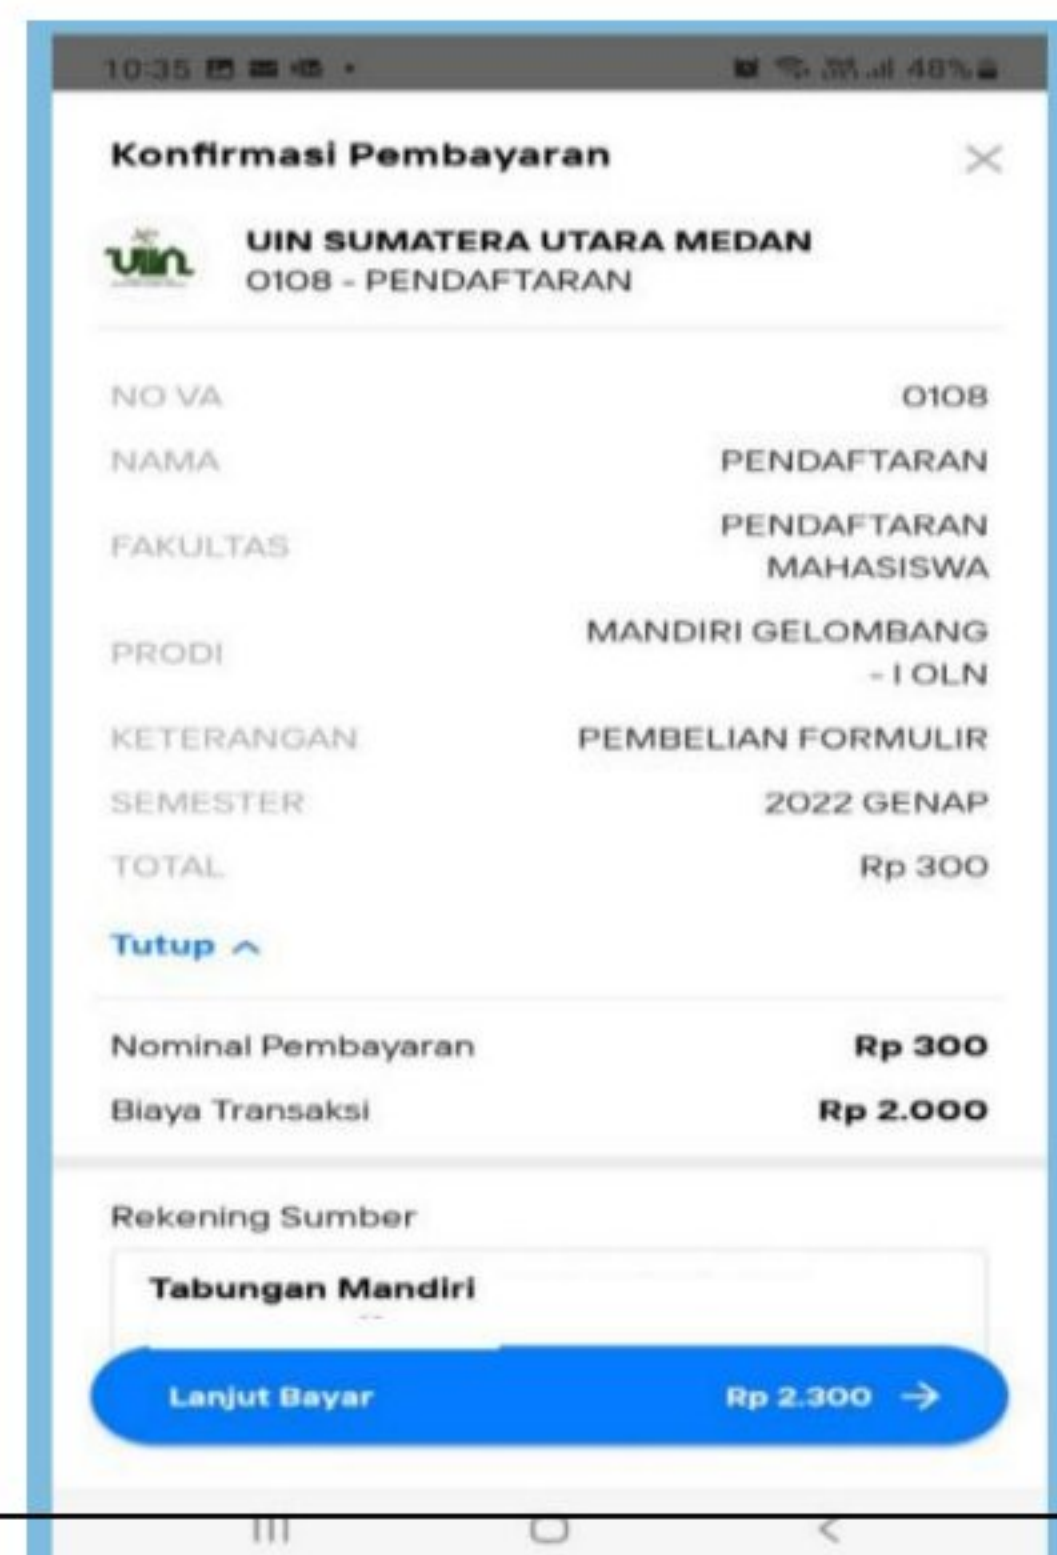 10:35
48%
Konfirmasi Pembayaran
uin
UIN SUMATERA UTARA MEDAN
0108 - PENDAFTARAN
NO VA 0108
NAMA PENDAFTARAN
FAKULTAS PENDAFTARAN
MAHASISWA
PRODI MANDIRI GELOMBANG
- I OLN
KETERANGAN PEMBELIAN FORMULIR
SEMESTER 2022 GENAP
TOTAL Rp 300
Tutup
Nominal Pembayaran Rp 300
Biaya Transaksi Rp 2.000
Rekening Sumber
Tabungan Mandiri
Lanjut Bayar Rp 2.300